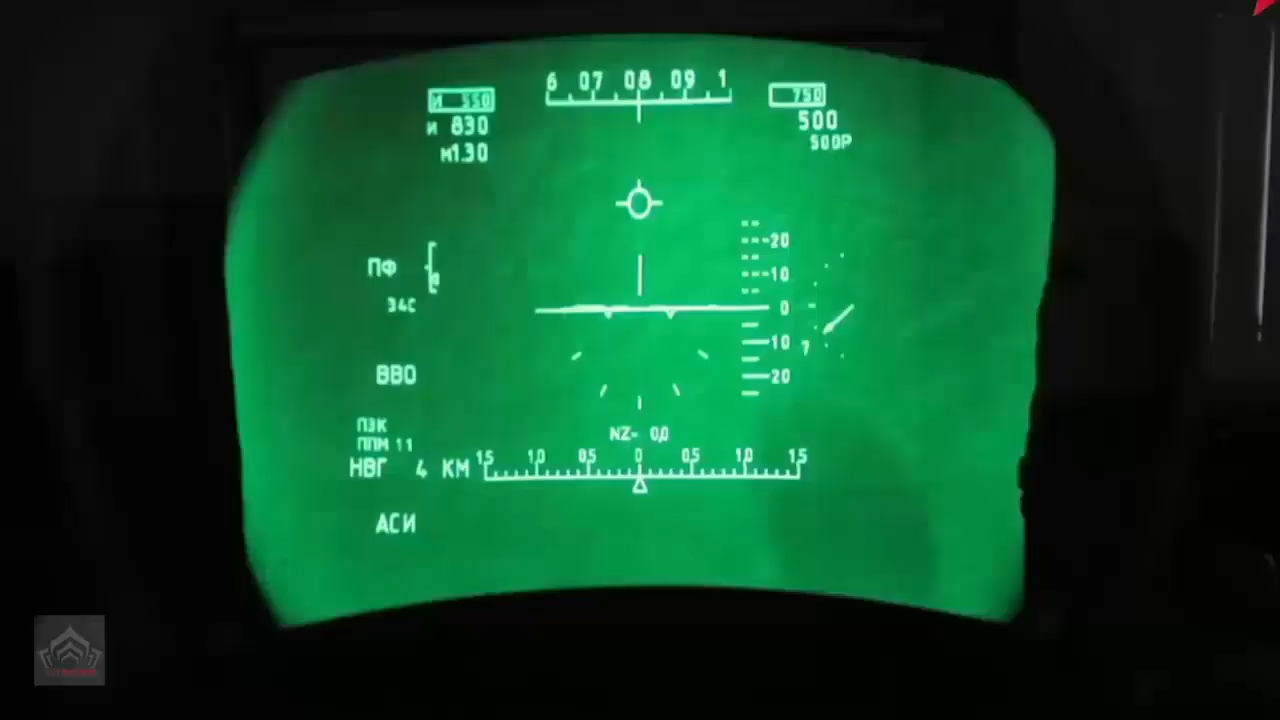 6 07 08 09 1
И 550
750
и 830
500
м1.30
500Р
20
10
ПФ
0
34С
10
7
20
ВВО
ПЗК
ППМ 11
NZ= 0,0
НВГ 4 КМ
1,5 1,0 0,5 0 0,5 1,0 1,5
АСИ